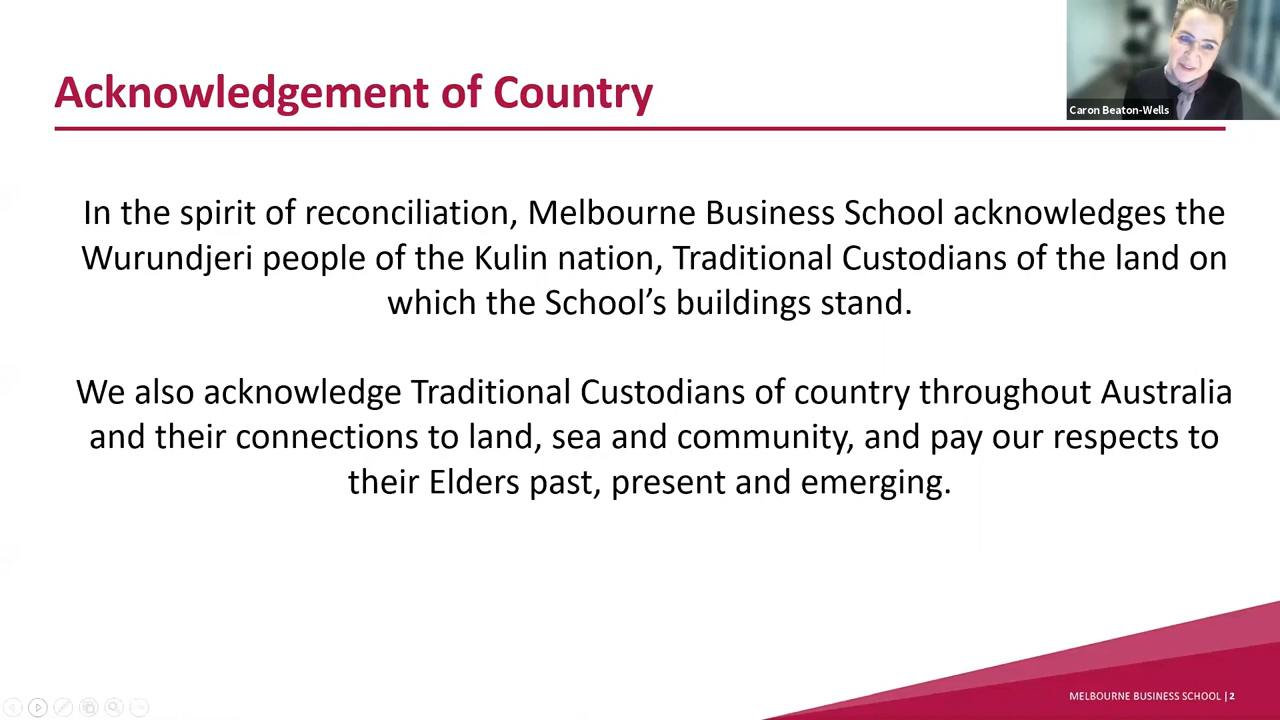 Acknowledgement of Country
Caron Beaton-Wells
In the spirit of reconciliation, Melbourne Business School acknowledges the
Wurundjeri people of the Kulin nation, Traditional Custodians of the land on
which the School’s buildings stand.
We also acknowledge Traditional Custodians of country throughout Australia
and their connections to land, sea and community, and pay our respects to
their Elders past, present and emerging.
MELBOURNE BUSINESS SCHOOL | 2